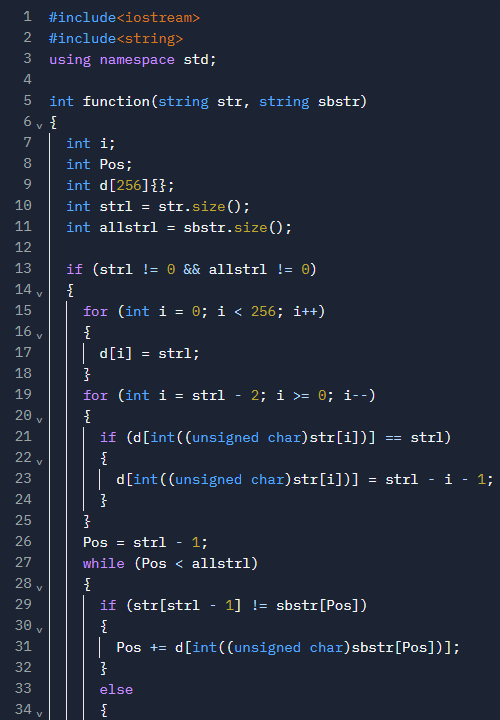 1 #include<iostream>
2 #include<string>
3 using namespace std;
4
5 int function(string str, string sbstr)
6 {
7   int i;
8   int Pos;
9   int d[256]{};
10   int strl = str.size();
11   int allstrl = sbstr.size();
12
13   if (strl != 0 && allstrl != 0)
14   {
15     for (int i = 0; i < 256; i++)
16     {
17       d[i] = strl;
18     }
19     for (int i = strl - 2; i >= 0; i--)
20     {
21       if (d[int((unsigned char)str[i])] == strl)
22       {
23         d[int((unsigned char)str[i])] = strl - i - 1;
24       }
25     }
26     Pos = strl - 1;
27     while (Pos < allstrl)
28     {
29       if (str[strl - 1] != sbstr[Pos])
30       {
31         Pos += d[int((unsigned char)sbstr[Pos])];
32       }
33       else
34       {